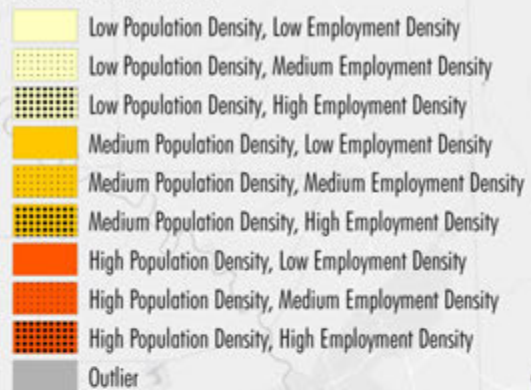 Low Population Density, Low Employment Density
Low Population Density, Medium Employment Density
Low Population Density, High Employment Density
Medium Population Density, Low Employment Density
Medium Population Density, Medium Employment Density
Medium Population Density, High Employment Density
High Population Density, Low Employment Density
High Population Density, Medium Employment Density
High Population Density, High Employment Density
Outlier